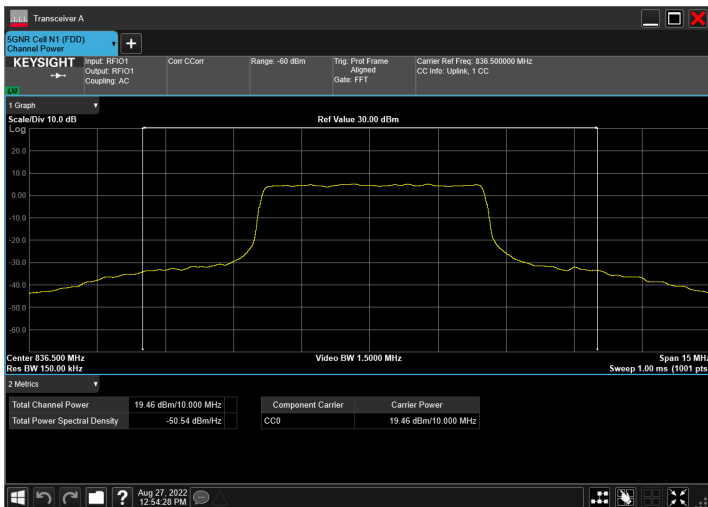 Transceiver A
5GNR Cell N1 (FDD)
Channel Power
KEYSIGHT
LXI
Input: RFIO1
Output: RFIO1
Coupling: AC
Corr CCorr
Range: -60 dBm
Trig: Prot Frame
Aligned
Gate: FFT
Carrier Ref Freq: 836.500000 MHz
CC Info: Uplink, 1 CC
1 Graph
Scale/Div 10.0 dB
Ref Value 30.00 dBm
Log
20.0
10.0
0.00
-10.0
-20.0
-30.0
-40.0
-50.0
-60.0
Center 836.500 MHz
Video BW 1.5000 MHz
Span 15 MHz
Res BW 150.00 kHz
Sweep 1.00 ms (1001 pts
2 Metrics
Total Channel Power 19.46 dBm/10.000 MHz
Total Power Spectral Density -50.54 dBm/Hz
Component Carrier Carrier Power
CC0 19.46 dBm/10.000 MHz
?
Aug 27, 2022
12:54:28 PM